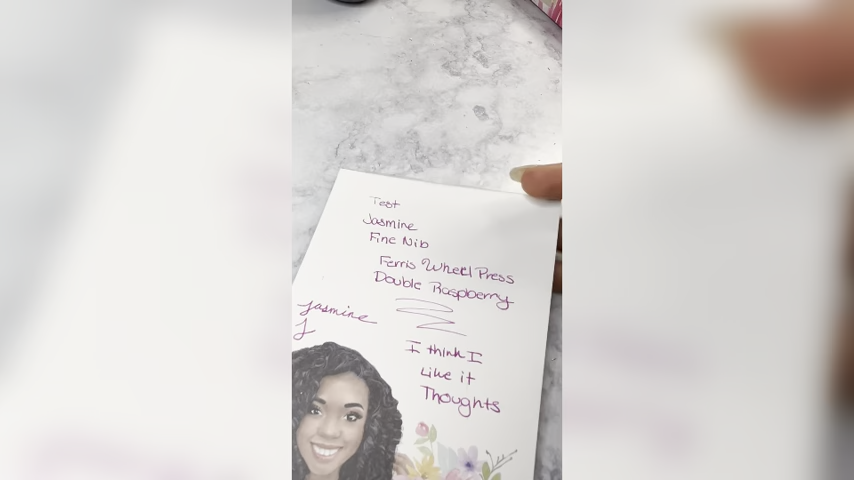 Test
Jasmine
Fine Nib
Ferris Wheel Press
Double Raspberry
Jasmine
J
I think I
Like it
Thoughts